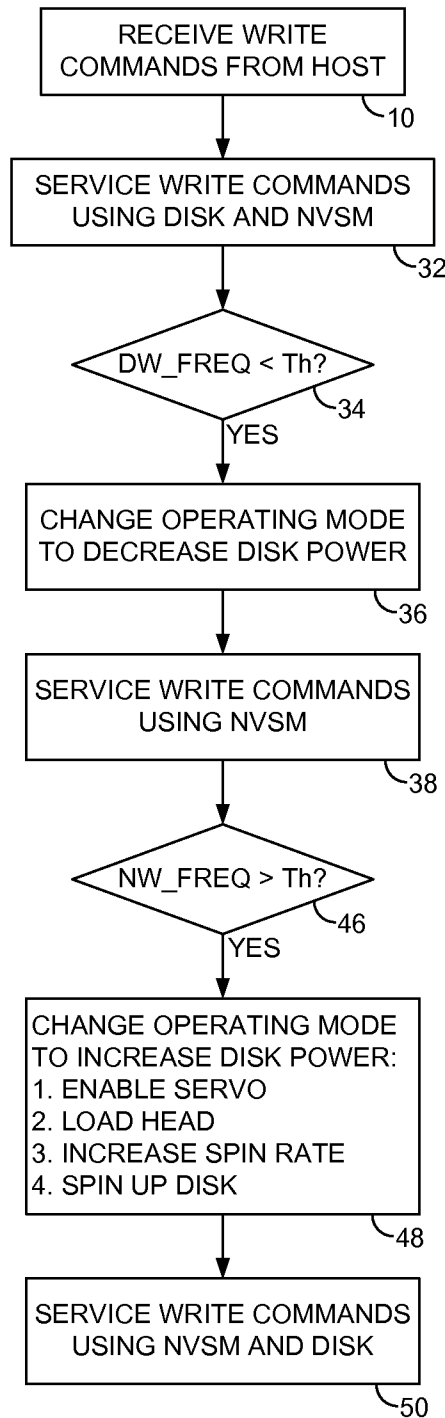 RECEIVE WRITE
COMMANDS FROM HOST
10
SERVICE WRITE COMMANDS
USING DISK AND NVSM
32
DW_FREQ < Th?
34
YES
CHANGE OPERATING MODE
TO DECREASE DISK POWER
36
SERVICE WRITE COMMANDS
USING NVSM
38
NW_FREQ > Th?
46
YES
CHANGE OPERATING MODE
TO INCREASE DISK POWER:
1. ENABLE SERVO
2. LOAD HEAD
3. INCREASE SPIN RATE
4. SPIN UP DISK
48
SERVICE WRITE COMMANDS
USING NVSM AND DISK
50